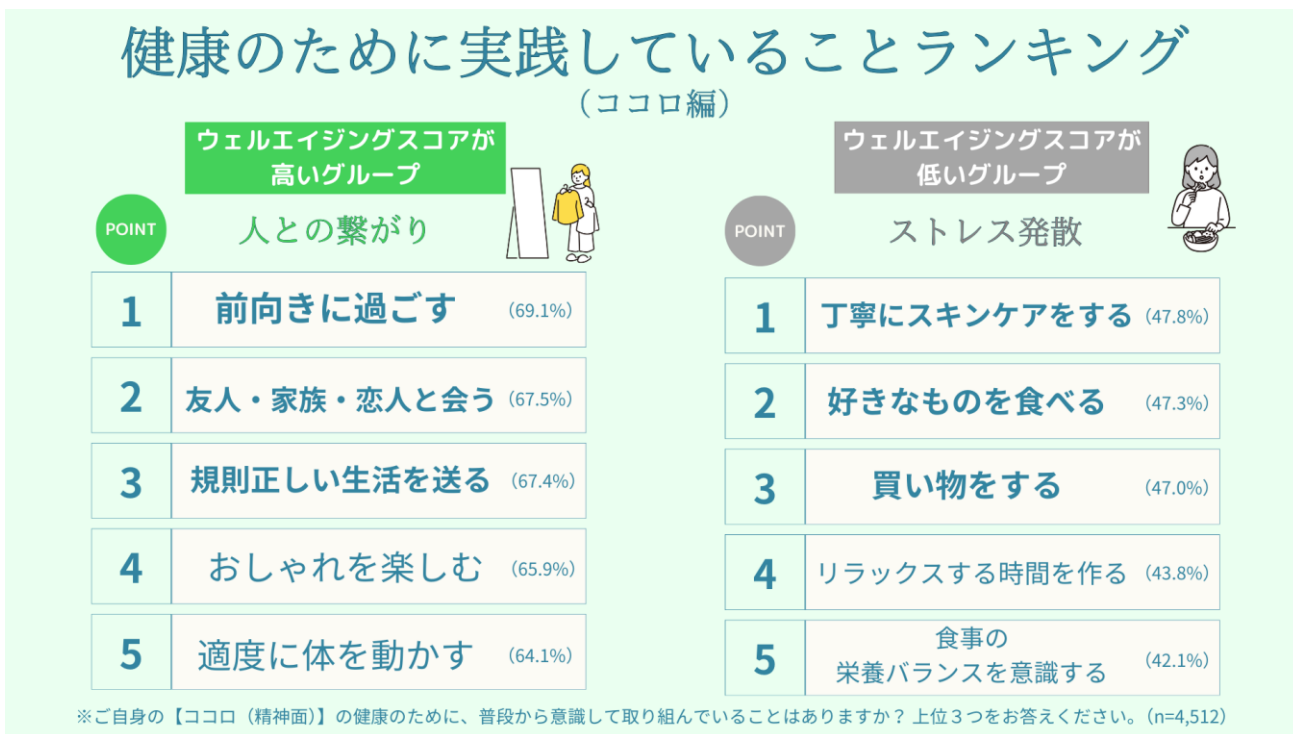 健康のために実践していることランキング
（ココロ編）
ウェルエイジングスコアが
高いグループ
POINT
人との繋がり
1 前向きに過ごす （69.1%）
2 友人・家族・恋人と会う （67.5%）
3 規則正しい生活を送る （67.4%）
4 おしゃれを楽しむ （65.9%）
5 適度に体を動かす （64.1%）
ウェルエイジングスコアが
低いグループ
POINT
ストレス発散
1 丁寧にスキンケアをする （47.8%）
2 好きなものを食べる （47.3%）
3 買い物をする （47.0%）
4 リラックスする時間を作る （43.8%）
5 食事の
栄養バランスを意識する （42.1%）
※ご自身の【ココロ（精神面）】の健康のために、普段から意識して取り組んでいることはありますか？ 上位３つをお答えください。（n=4,512）